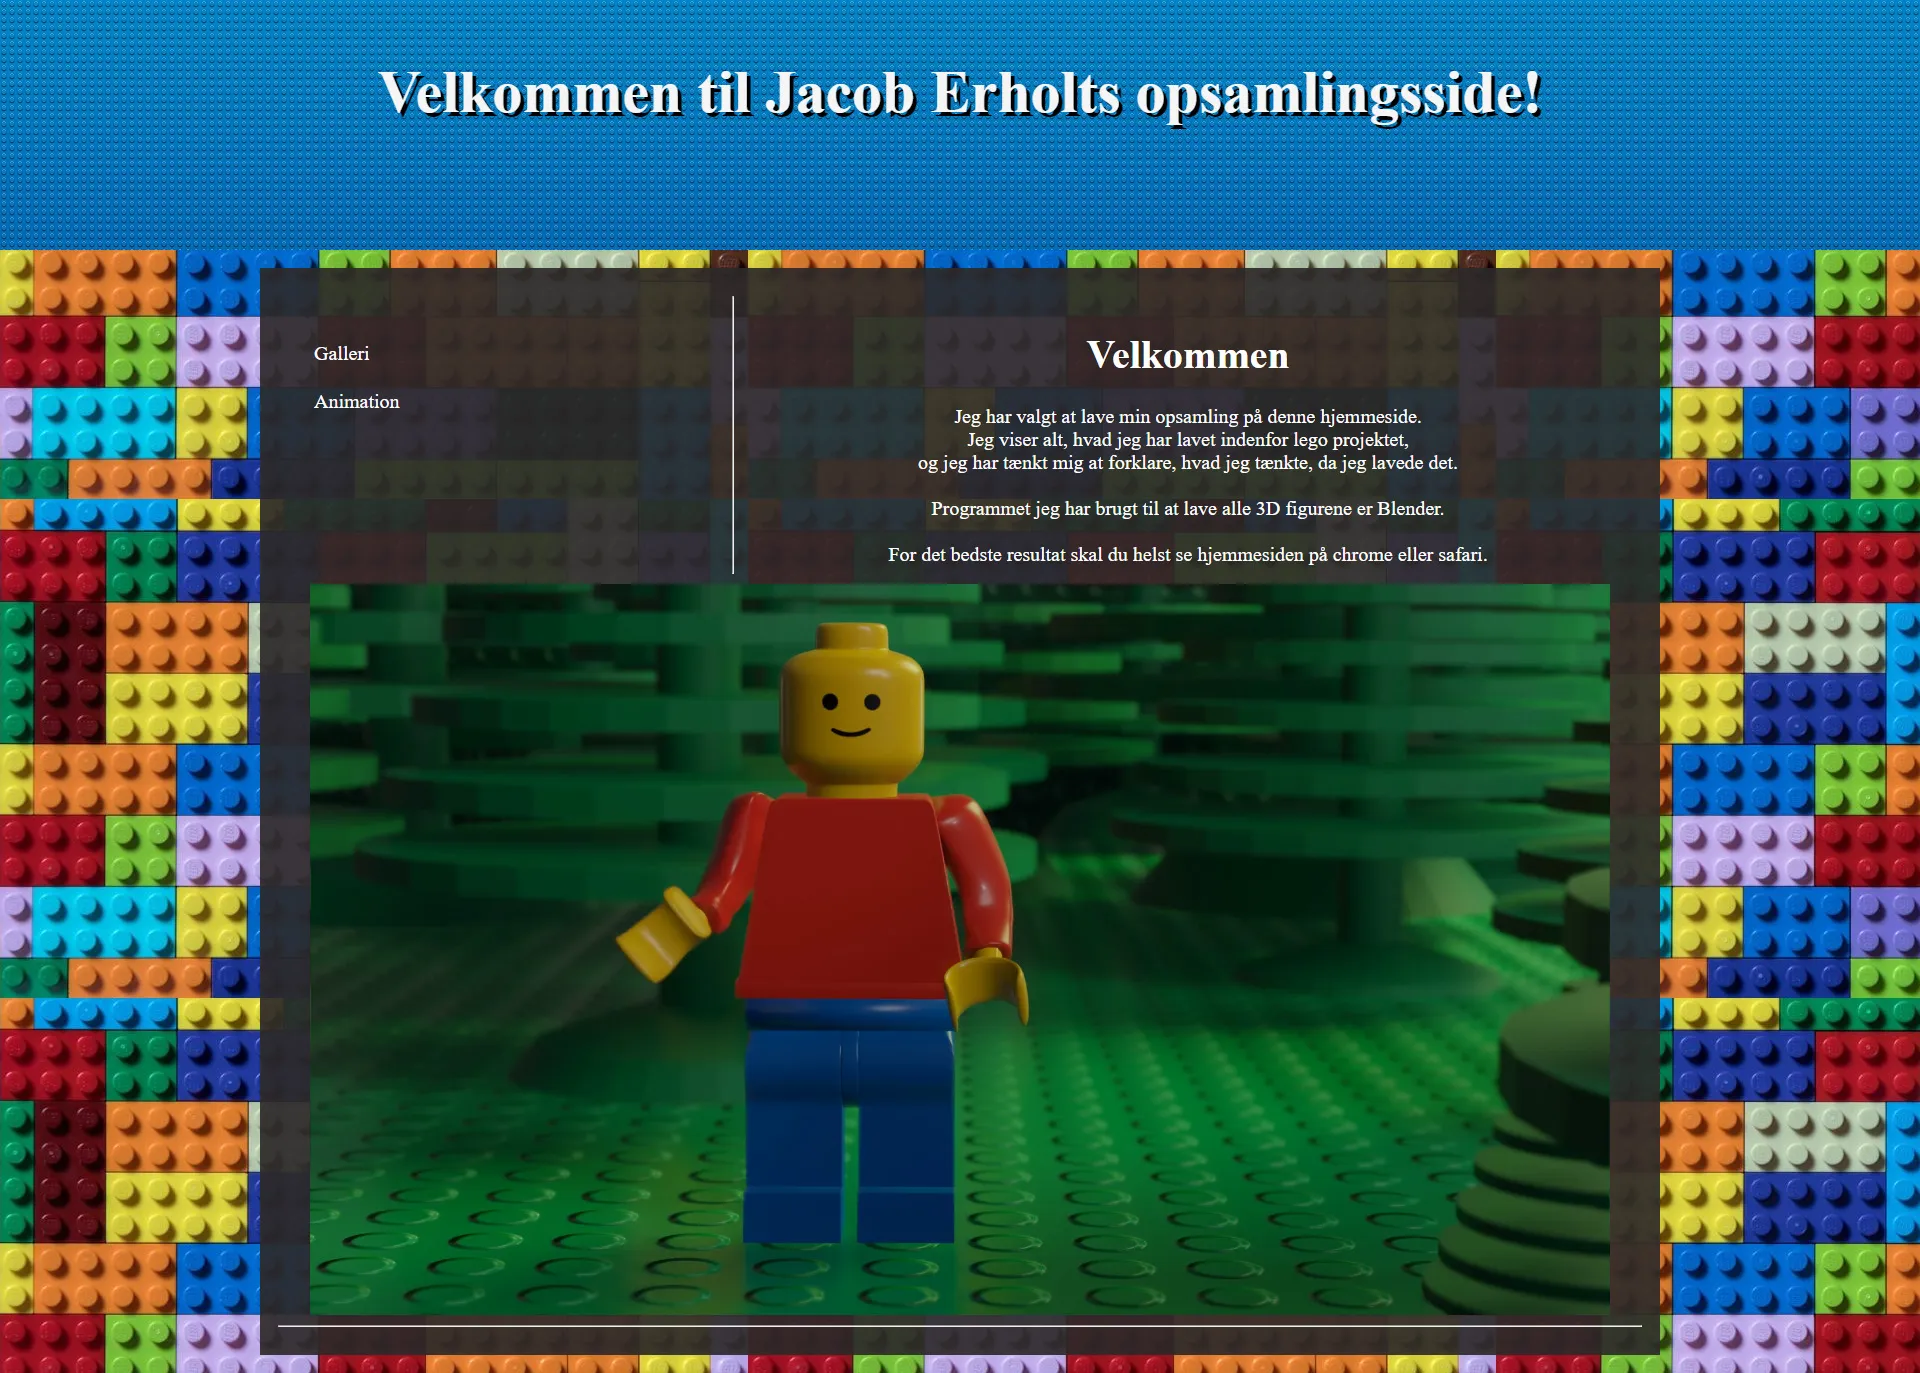 Velkommen til Jacob Erholts opsamlingsside!
Galleri
Animation
Velkommen
Jeg har valgt at lave min opsamling på denne hjemmeside.
Jeg viser alt, hvad jeg har lavet indenfor lego projektet,
og jeg har tænkt mig at forklare, hvad jeg tænkte, da jeg lavede det.
Programmet jeg har brugt til at lave alle 3D figurene er Blender.
For det bedste resultat skal du helst se hjemmesiden på chrome eller safari.